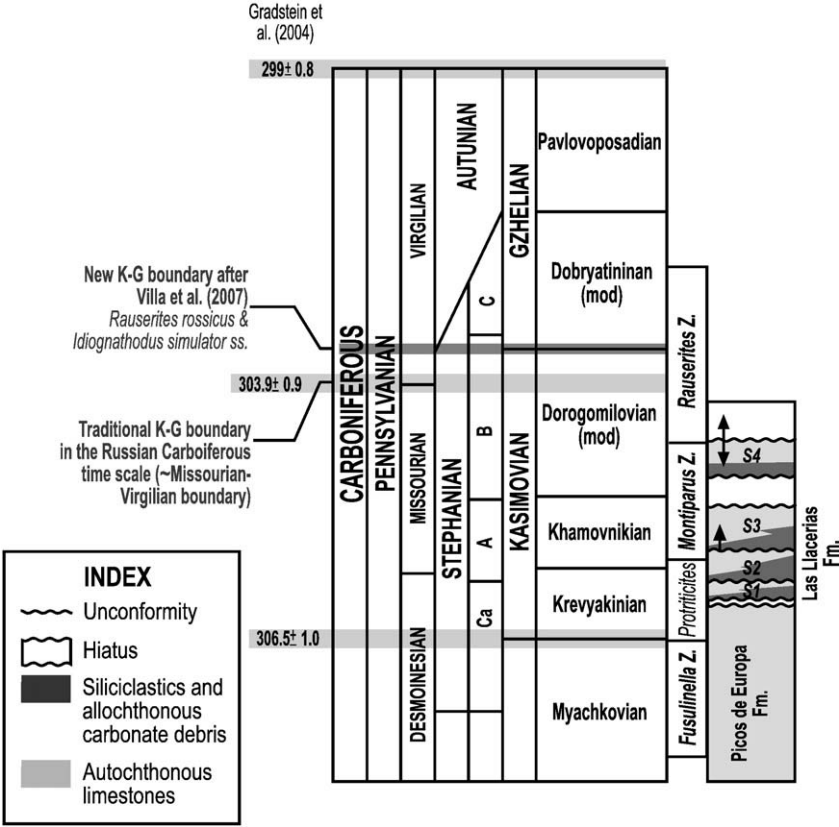 Gradstein et
al. (2004)
299± 0.8
New K-G boundary after
Villa et al. (2007)
Rauserites rossicus &
Idiognathodus simulator ss.
303.9± 0.9
Traditional K-G boundary
in the Russian Carboiferous
time scale (~Missourian-
Virgilian boundary)
306.5± 1.0
CARBONIFEROUS
PENNSYLVANIAN
VIRGILIAN
MISSOURIAN
DESMOINESIAN
AUTUNIAN
STEPHANIAN
C
B
A
Ca
GZHELIAN
KASIMOVIAN
Pavlovoposadian
Dobryatininan
(mod)
Dorogomilovian
(mod)
Khamovnikian
Krevyakinian
Myachkovian
Rauserites Z.
Montiparus Z.
Protriticites
Fusulinella Z.
S4
S3
S2
S1
Picos de Europa
Fm.
Las Llacerias
Fm.
INDEX
Unconformity
Hiatus
Siliciclastics and
allochthonous
carbonate debris
Autochthonous
limestones